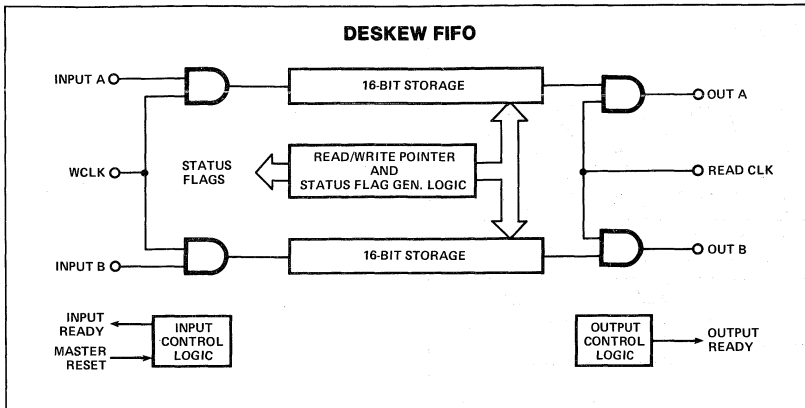 DESKEW FIFO
INPUT A
16-BIT STORAGE
OUT A
WCLK
STATUS
FLAGS
READ/WRITE POINTER
AND
STATUS FLAG GEN. LOGIC
READ CLK
INPUT B
16-BIT STORAGE
OUT B
INPUT
READY
MASTER
RESET
INPUT
CONTROL
LOGIC
OUTPUT
CONTROL
LOGIC
OUTPUT
READY